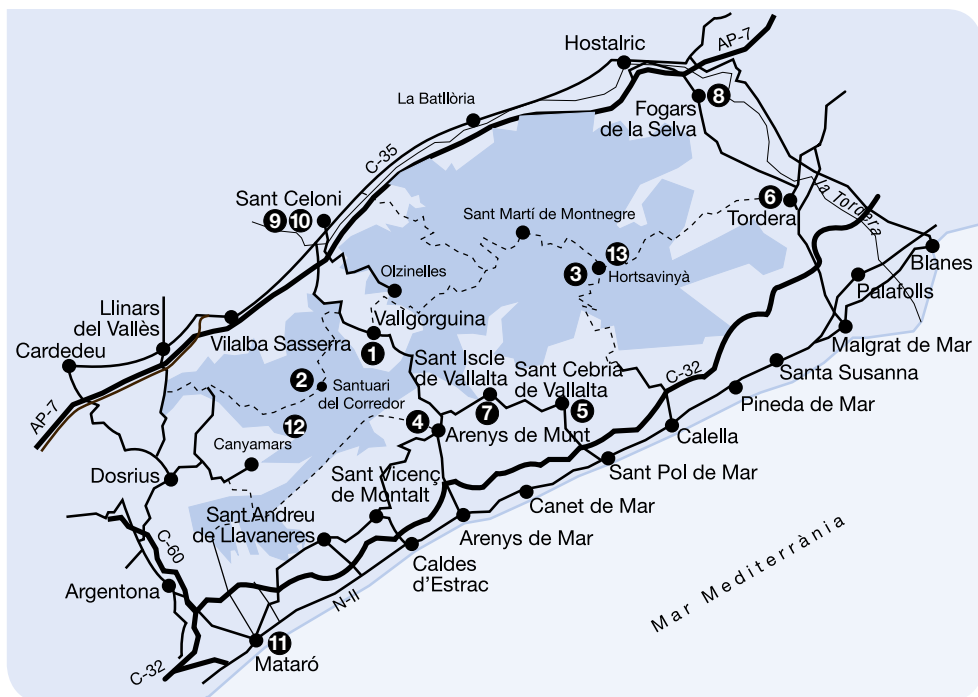 Hostalric
AP-7
La Batllòria
8
Fogars
de la Selva
C-35
Sant Celoni
9 10
6
Tordera
la Tordera
Sant Martí de Montnegre
13
3
Hortsavinyà
Blanes
Olzinelles
Palafolls
Llinars
del Vallès
Vallgorguina
Cardedeu
Vilalba Sasserra
1
Malgrat de Mar
Sant Iscle
de Vallalta
Sant Cebrià
de Vallalta
C-32
Santa Susanna
2
Santuari
del Corredor
Pineda de Mar
AP-7
7
5
4
Arenys de Munt
Calella
12
Canyamars
Dosrius
Sant Vicenç
de Montalt
Sant Pol de Mar
Canet de Mar
Sant Andreu
de Llavaneres
Arenys de Mar
C-60
Caldes
d'Estrac
Mar Mediterrània
Argentona
N-II
11
Mataró
C-32